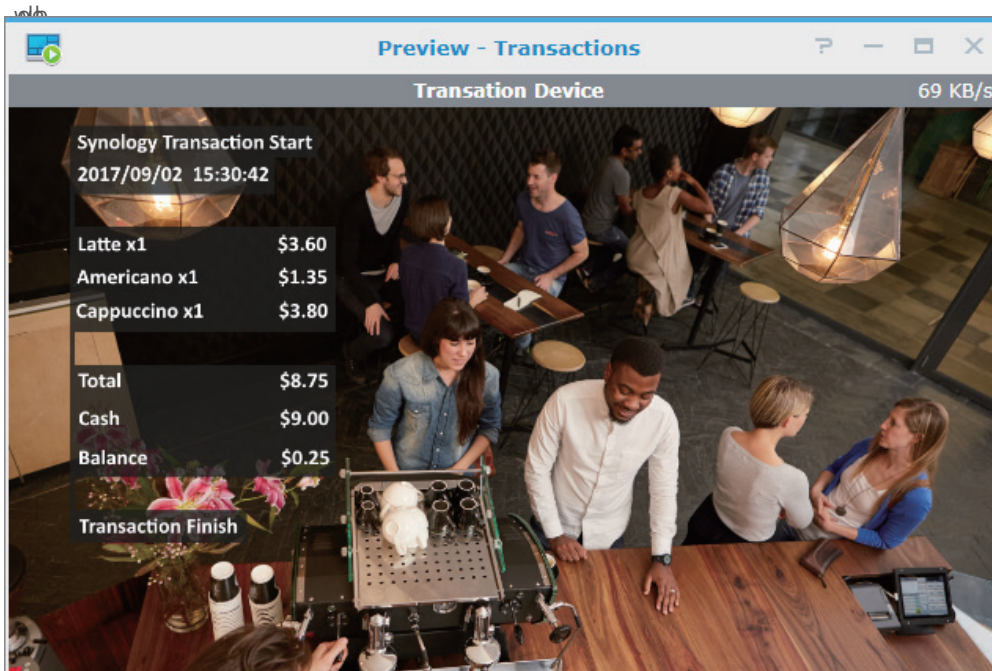 Preview - Transactions
Transation Device 69 KB/s
Synology Transaction Start
2017/09/02 15:30:42
Latte x1 $3.60
Americano x1 $1.35
Cappuccino x1 $3.80
Total $8.75
Cash $9.00
Balance $0.25
Transaction Finish